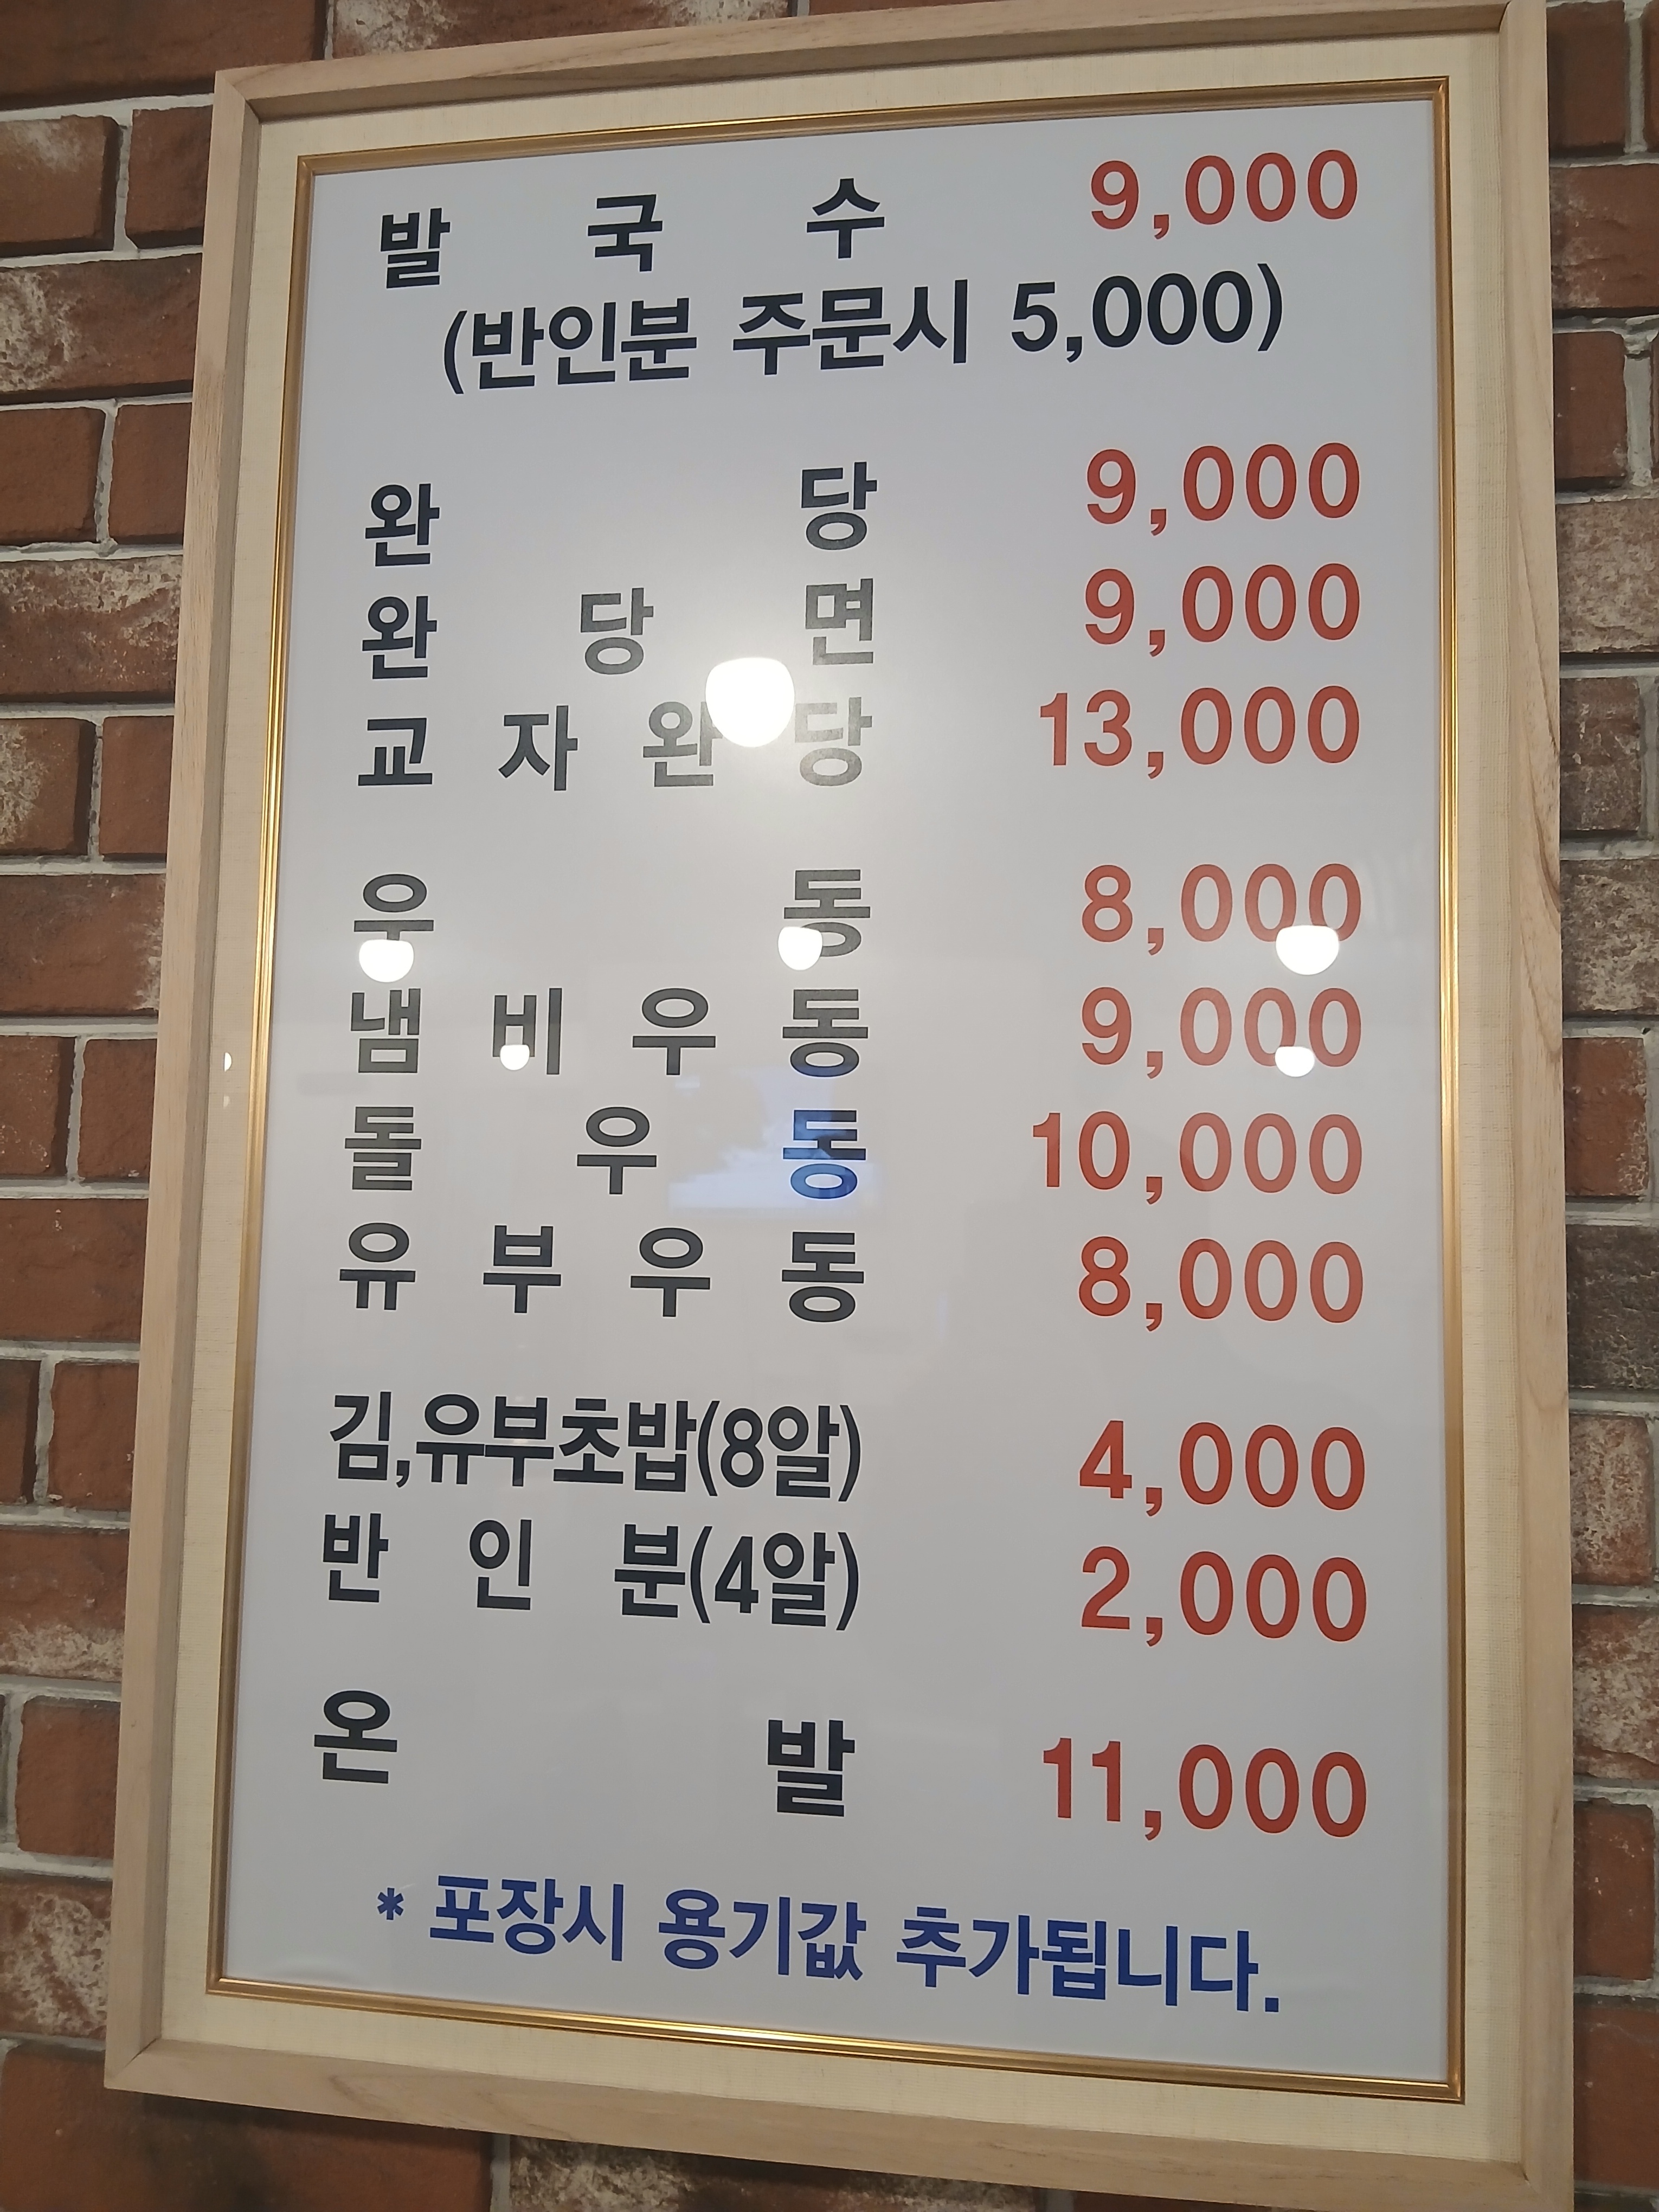 발국수 9,000
(반인분 주문시 5,000)
완당 9,000
완당면 9,000
교자완당 13,000
우동 8,000
냄비우동 9,000
돌우동 10,000
유부우동 8,000
김,유부초밥(8알) 4,000
반인분(4알) 2,000
온발 11,000
* 포장시 용기값 추가됩니다.